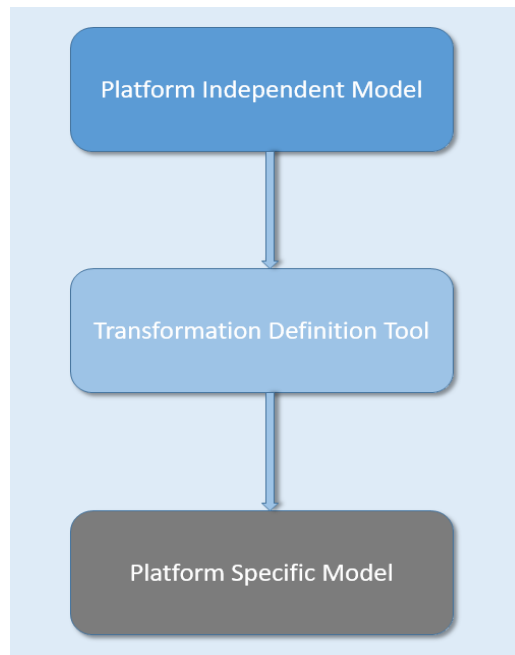 Platform Independent Model
Transformation Definition Tool
Platform Specific Model